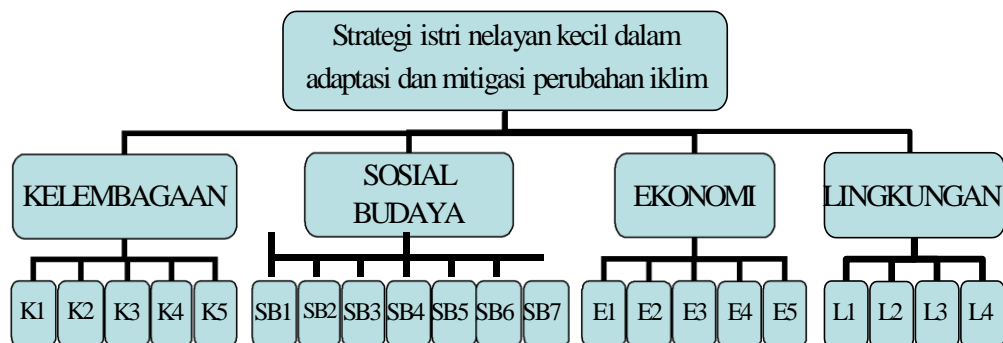 Strategi istri nelayan kecil dalam
adaptasi dan mitigasi perubahan iklim
KELEMBAGAAN
SOSIAL
BUDAYA
EKONOMI
LINGKUNGAN
K1 K2 K3 K4 K5 SB1 SB2 SB3 SB4 SB5 SB6 SB7 E1 E2 E3 E4 E5 L1 L2 L3 L4